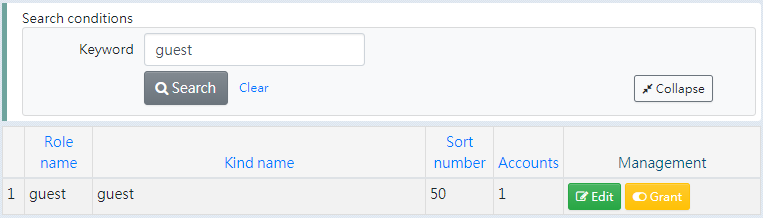 Search conditions
Keyword guest
Search Clear Collapse
Role name Kind name Sort number Accounts Management
1 guest guest 50 1 Edit Grant